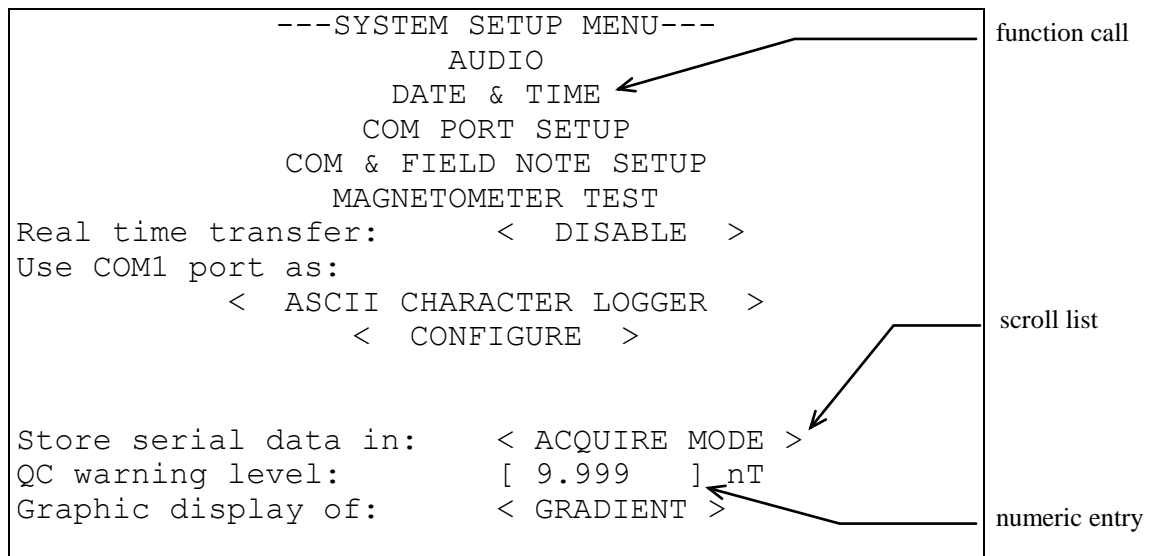 ---SYSTEM SETUP MENU---
function call
AUDIO
DATE & TIME
COM PORT SETUP
COM & FIELD NOTE SETUP
MAGNETOMETER TEST
Real time transfer: < DISABLE >
Use COM1 port as:
< ASCII CHARACTER LOGGER >
scroll list
< CONFIGURE >
Store serial data in: < ACQUIRE MODE >
QC warning level: [ 9.999 ] nT
Graphic display of: < GRADIENT >
numeric entry